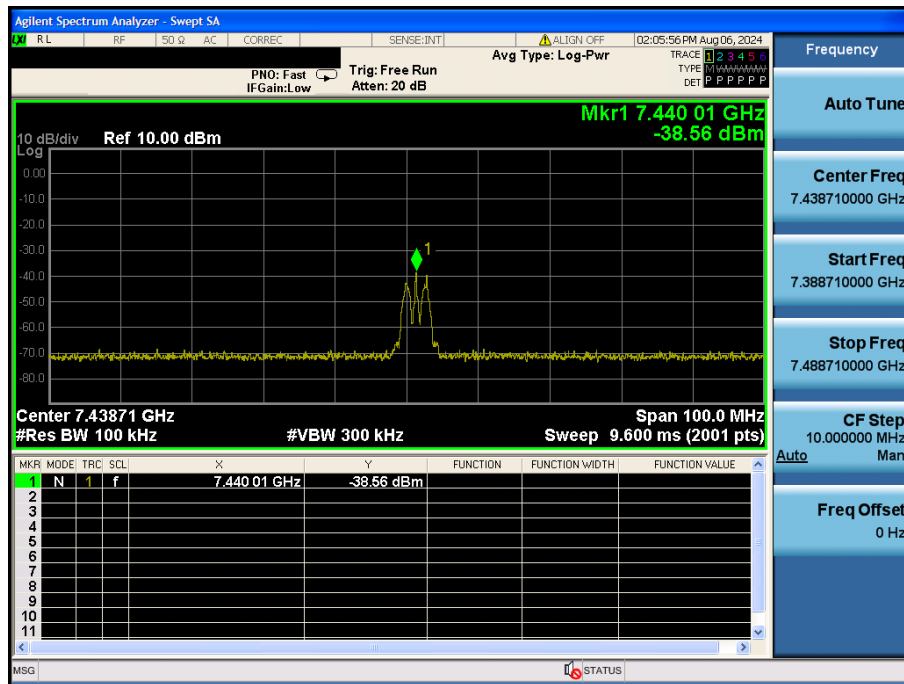 Agilent Spectrum Analyzer - Swept SA
LXI RL RF 50 Ω AC CORREC SENSE:INT ALIGN OFF 02:05:56 PM Aug 06, 2024
Frequency
PNO: Fast
IFGain:Low
Trig: Free Run
Atten: 20 dB
Avg Type: Log-Pwr
TRACE 1 2 3 4 5 6
TYPE M WWWWW
DET P P P P P P
Mkr1 7.440 01 GHz
-38.56 dBm
10 dB/div
Log
Ref 10.00 dBm
0.00
-10.0
-20.0
-30.0
-40.0
-50.0
-60.0
-70.0
-80.0
1
Center 7.43871 GHz
#Res BW 100 kHz
#VBW 300 kHz
Span 100.0 MHz
Sweep 9.600 ms (2001 pts)
MKR MODE TRC SCL X Y FUNCTION FUNCTION WIDTH FUNCTION VALUE
1 N 1 f 7.440 01 GHz -38.56 dBm
2
3
4
5
6
7
8
9
10
11
MSG
STATUS
Auto Tune
Center Freq
7.438710000 GHz
Start Freq
7.388710000 GHz
Stop Freq
7.488710000 GHz
CF Step
10.000000 MHz
Auto Man
Freq Offset
0 Hz